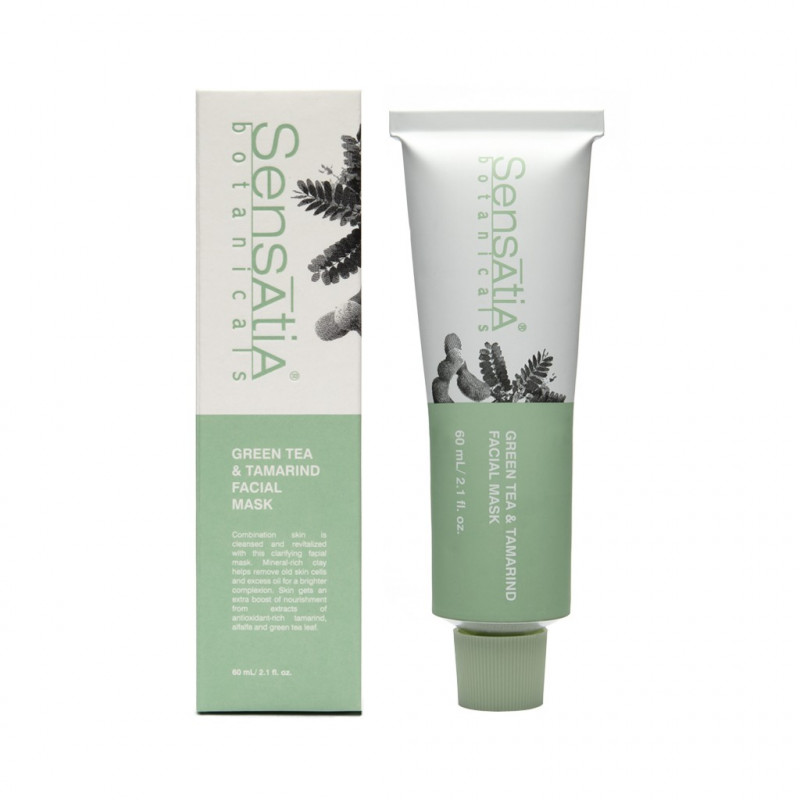 SensAtiA®
botanicals
GREEN TEA
& TAMARIND
FACIAL
MASK
Combination skin is
cleansed and revitalized
with this clarifying facial
mask. Mineral-rich clay
helps remove old skin cells
and excess oil for a brighter
complexion. Skin gets an
extra boost of nourishment
from extracts of
antioxidant-rich tamarind,
alfalfa and green tea leaf.
60 mL/ 2.1 fl. oz.
SensAtiA®
botanicals
GREEN TEA & TAMARIND
FACIAL MASK
60 mL/ 2.1 fl. oz.